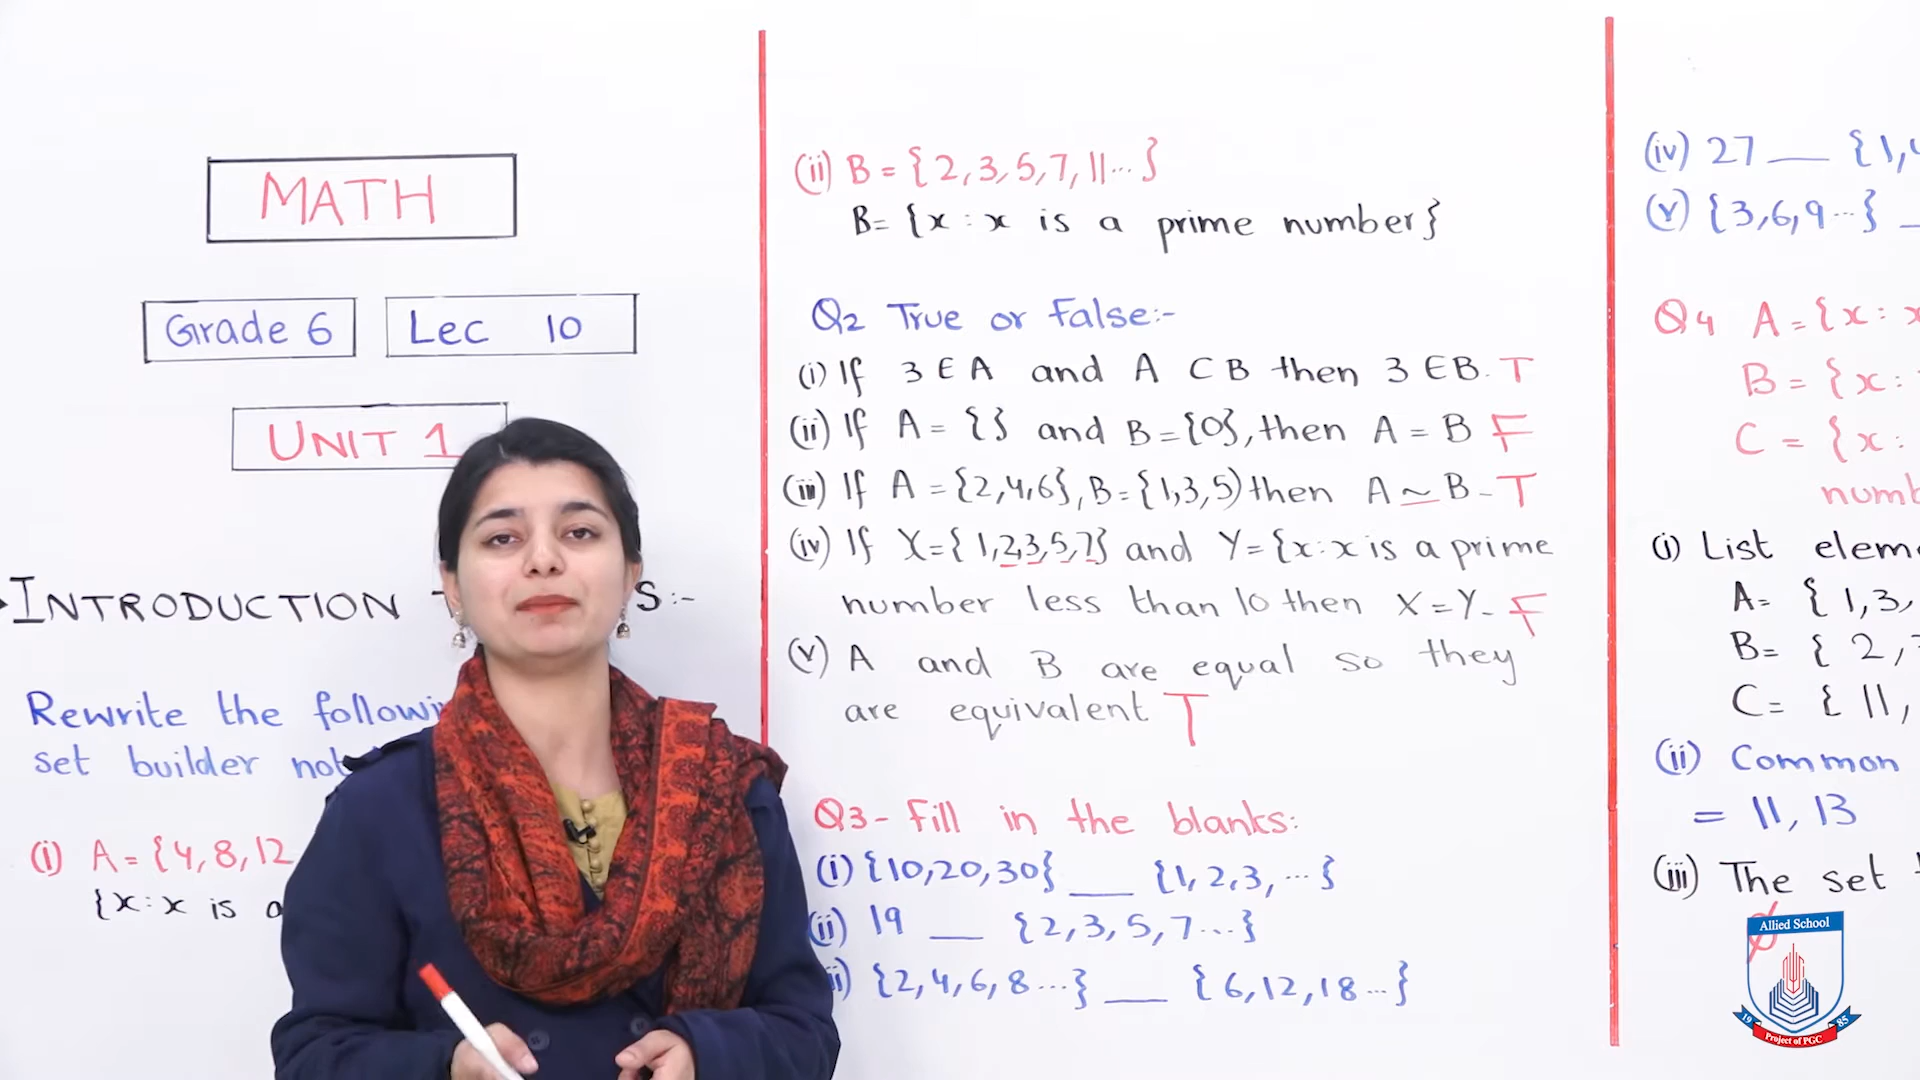 MATH
Grade 6
Lec 10
UNIT 1
INTRODUCTION
S:-
Rewrite the
set builder
(i) A = {4, 8, 12
{x : x is a
(ii) B = {2, 3, 5, 7, 11...}
B = {x : x is a prime number}
Q2 True or False:-
(i) If 3 ∈ A and A ⊂ B then 3 ∈ B. T
(ii) If A = { } and B = {0}, then A = B F
(iii) If A = {2, 4, 6}, B = {1, 3, 5) then A ~ B - T
(iv) If X = {1, 2, 3, 5, 7} and Y = {x : x is a prime
number less than 10 then X = Y - F
(v) A and B are equal so they
are equivalent T
Q3 - Fill in the blanks:
(i) {10, 20, 30} ___ {1, 2, 3, ...}
(ii) 19 ___ {2, 3, 5, 7...}
{2, 4, 6, 8...} ___ {6, 12, 18...}
(iv) 27 ___ {1,
(v) {3, 6, 9...}
Q4 A = {x :
B = {x :
C = {x :
(i) List
A = {1, 3,
B = {2,
C = {11,
(ii) Common
= 11, 13
(iii) The set
Ø
Allied School
19 85
Project of PGC